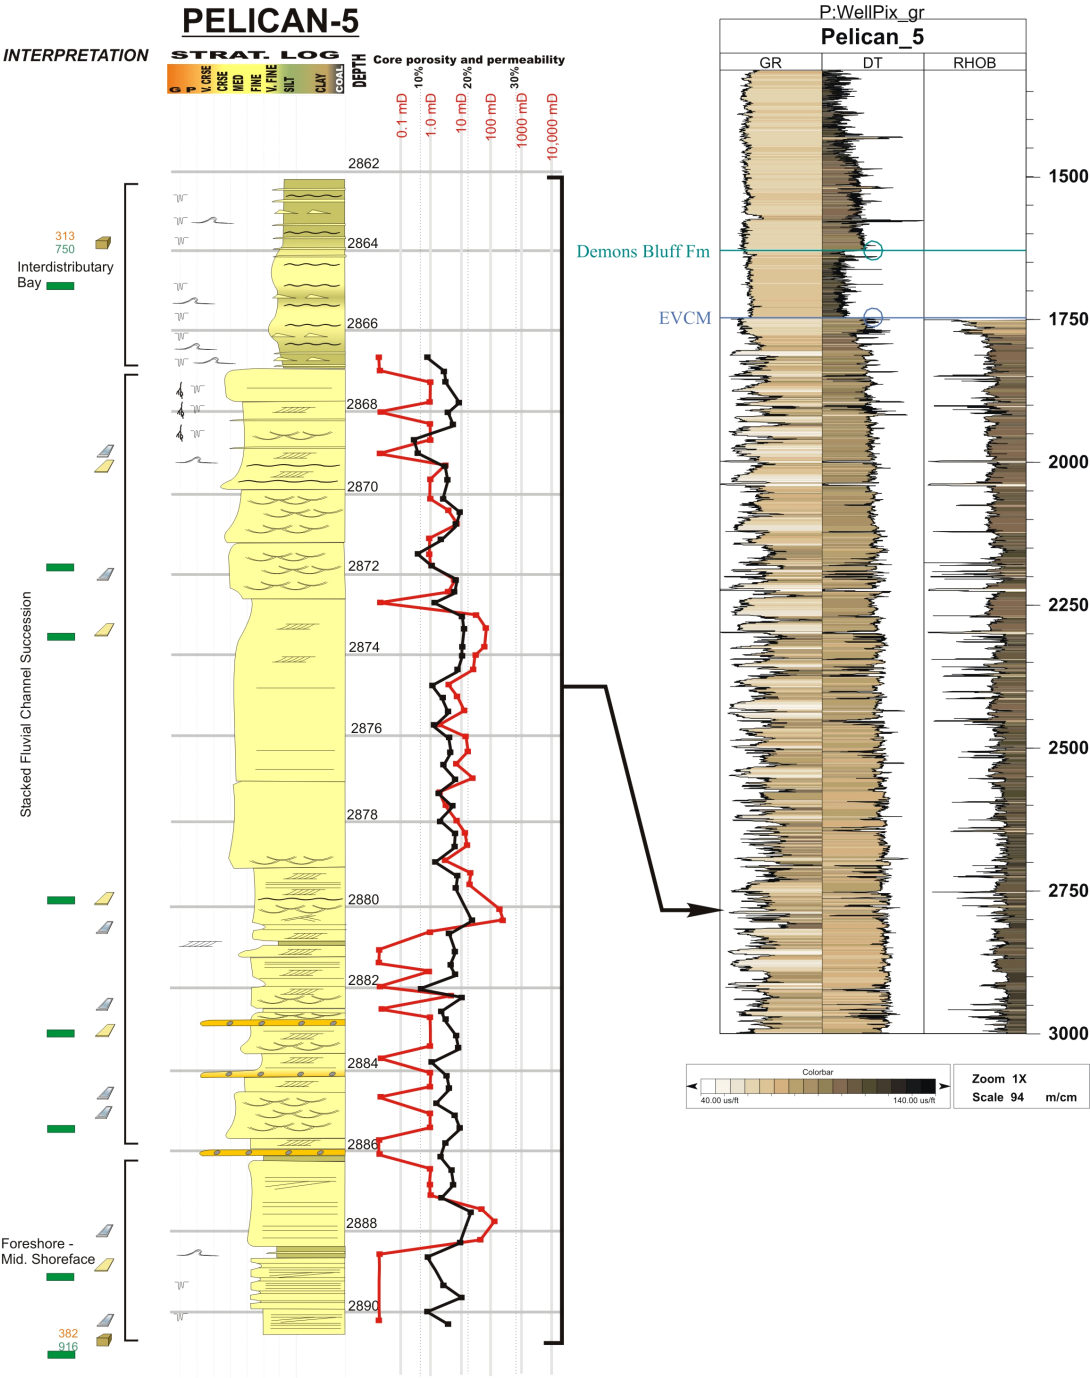 PELICAN-5
INTERPRETATION
STRAT. LOG
G
P
V. CRSE
CRSE
MED
FINE
V. FINE
SILT
CLAY
COAL
DEPTH
Core porosity and permeability
10%
20%
30%
0.1 mD
1.0 mD
10 mD
100 mD
1000 mD
10,000 mD
2862
313
750
2864
Interdistributary
Bay
2866
2868
2870
2872
2874
Stacked Fluvial Channel Succession
2876
2878
2880
2882
2884
2886
2888
Foreshore -
Mid. Shoreface
2890
382
916
P:WellPix_gr
Pelican_5
GR DT RHOB
1500
Demons Bluff Fm
EVCM
1750
2000
2250
2500
2750
3000
Colorbar
40.00 us/ft 140.00 us/ft
Zoom 1X
Scale 94 m/cm